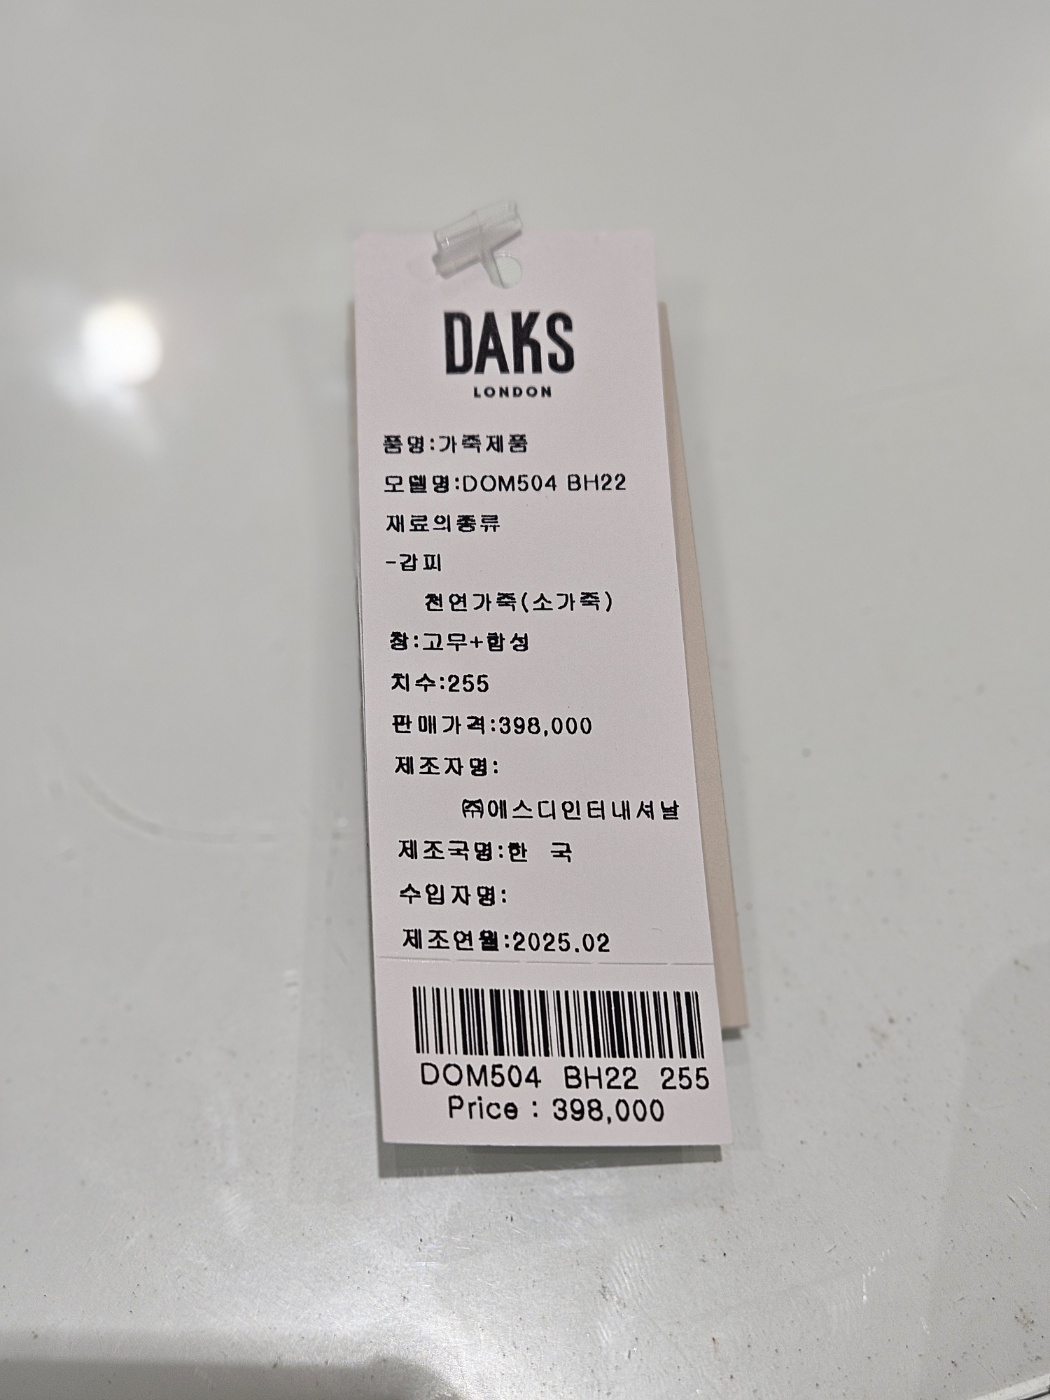 DAKS
LONDON
품명:가죽제품
모델명:DOM504 BH22
재료의종류
-갑피
천연가죽(소가죽)
창:고무+합성
치수:255
판매가격:398,000
제조자명:
㈜에스디인터내셔날
제조국명:한 국
수입자명:
제조연월:2025.02
DOM504 BH22 255
Price : 398,000